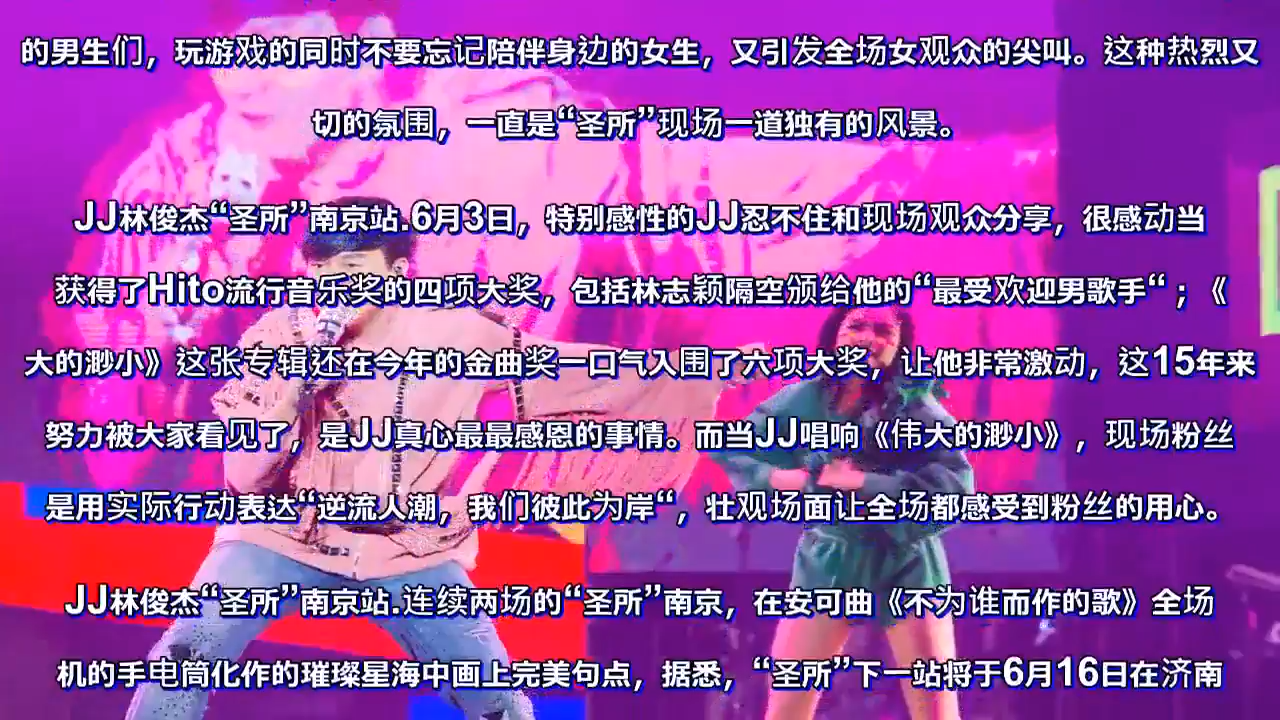 的男生们，玩游戏的同时不要忘记陪伴身边的女生，又引发全场女观众的尖叫。这种热烈又
切的氛围，一直是“圣所”现场一道独有的风景。
JJ林俊杰“圣所”南京站.6月3日，特别感性的JJ忍不住和现场观众分享，很感动当
获得了Hito流行音乐奖的四项大奖，包括林志颖隔空颁给他的“最受欢迎男歌手“；《
大的渺小》这张专辑还在今年的金曲奖一口气入围了六项大奖，让他非常激动，这15年来
努力被大家看见了，是JJ真心最最感恩的事情。而当JJ唱响《伟大的渺小》，现场粉丝
是用实际行动表达“逆流人潮，我们彼此为岸“，壮观场面让全场都感受到粉丝的用心。
JJ林俊杰“圣所”南京站.连续两场的“圣所”南京，在安可曲《不为谁而作的歌》全场
机的手电筒化作的璀璨星海中画上完美句点，据悉，“圣所”下一站将于6月16日在济南